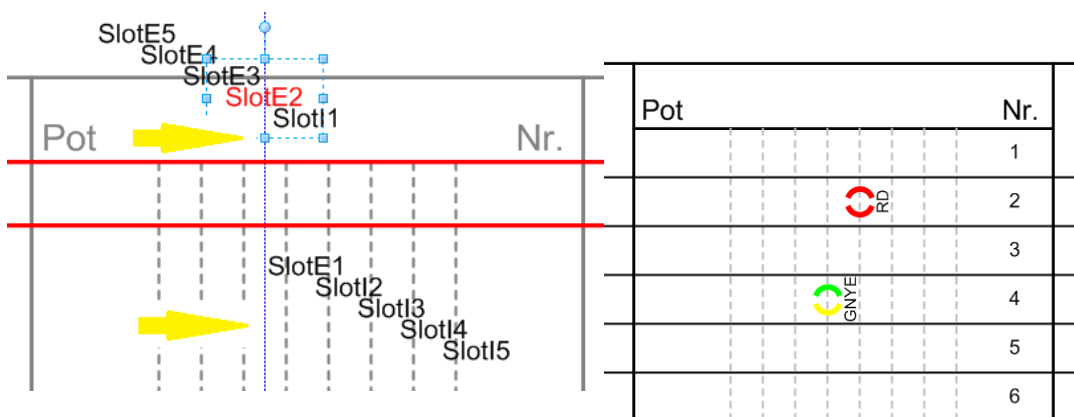 SlotE5
SlotE4
SlotE3
SlotE2
SlotI1
Pot
Nr.
SlotE1
SlotI2
SlotI3
SlotI4
SlotI5
Pot
Nr.
1
2
RD
3
4
GNYE
5
6